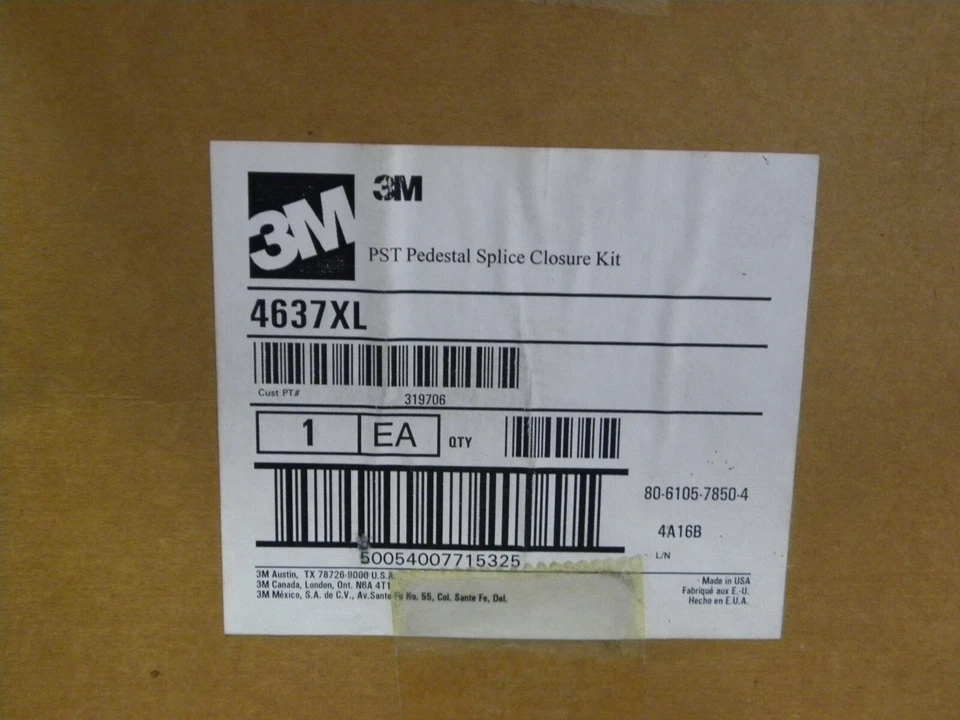 3M
3M
PST Pedestal Splice Closure Kit
4637XL
Cust PT#
319706
1 EA QTY
80-6105-7850-4
4A16B
50054007715325
L/N
3M Austin, TX 78726-9000 U.S.A.
3M Canada, London, Ont. N6A 4T1
3M México, S.A. de C.V., Av.Santa Fe No. 55, Col. Santa Fe, Del.
Made in USA
Fabriqué aux E.-U.
Hecho en E.U.A.